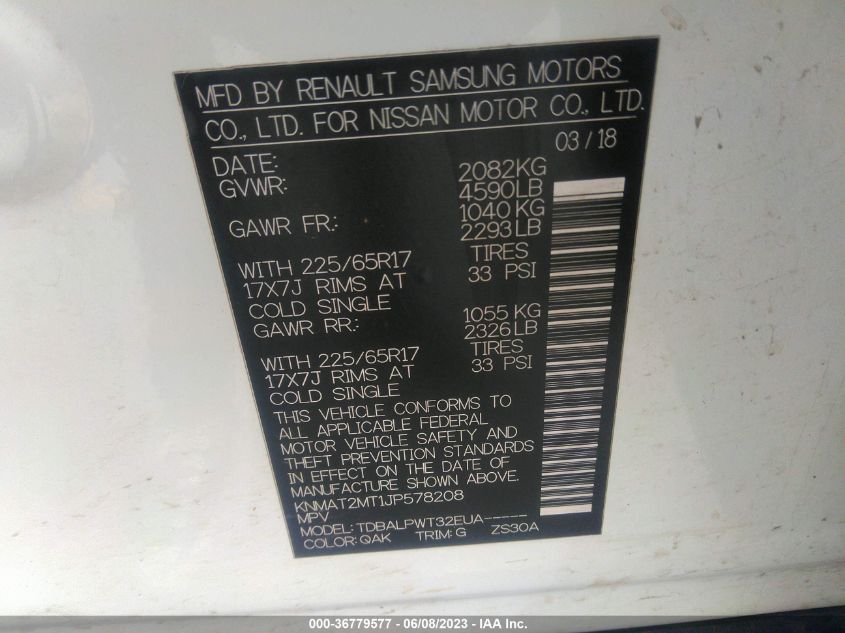 MFD BY RENAULT SAMSUNG MOTORS
CO., LTD. FOR NISSAN MOTOR CO., LTD.
DATE: 03/18
GVWR: 2082KG
4590LB
GAWR FR.: 1040KG
2293LB
WITH 225/65R17 TIRES
17X7J RIMS AT 33 PSI
COLD SINGLE
GAWR RR.: 1055KG
2326LB
WITH 225/65R17 TIRES
17X7J RIMS AT 33 PSI
COLD SINGLE
THIS VEHICLE CONFORMS TO
ALL APPLICABLE FEDERAL
MOTOR VEHICLE SAFETY AND
THEFT PREVENTION STANDARDS
IN EFFECT ON THE DATE OF
MANUFACTURE SHOWN ABOVE.
KNMAT2MT1JP578208
MPV
MODEL: TDBALPWT32EUA-----
COLOR: QAK TRIM: G ZS30A
000-36779577 - 06/08/2023 - IAA Inc.